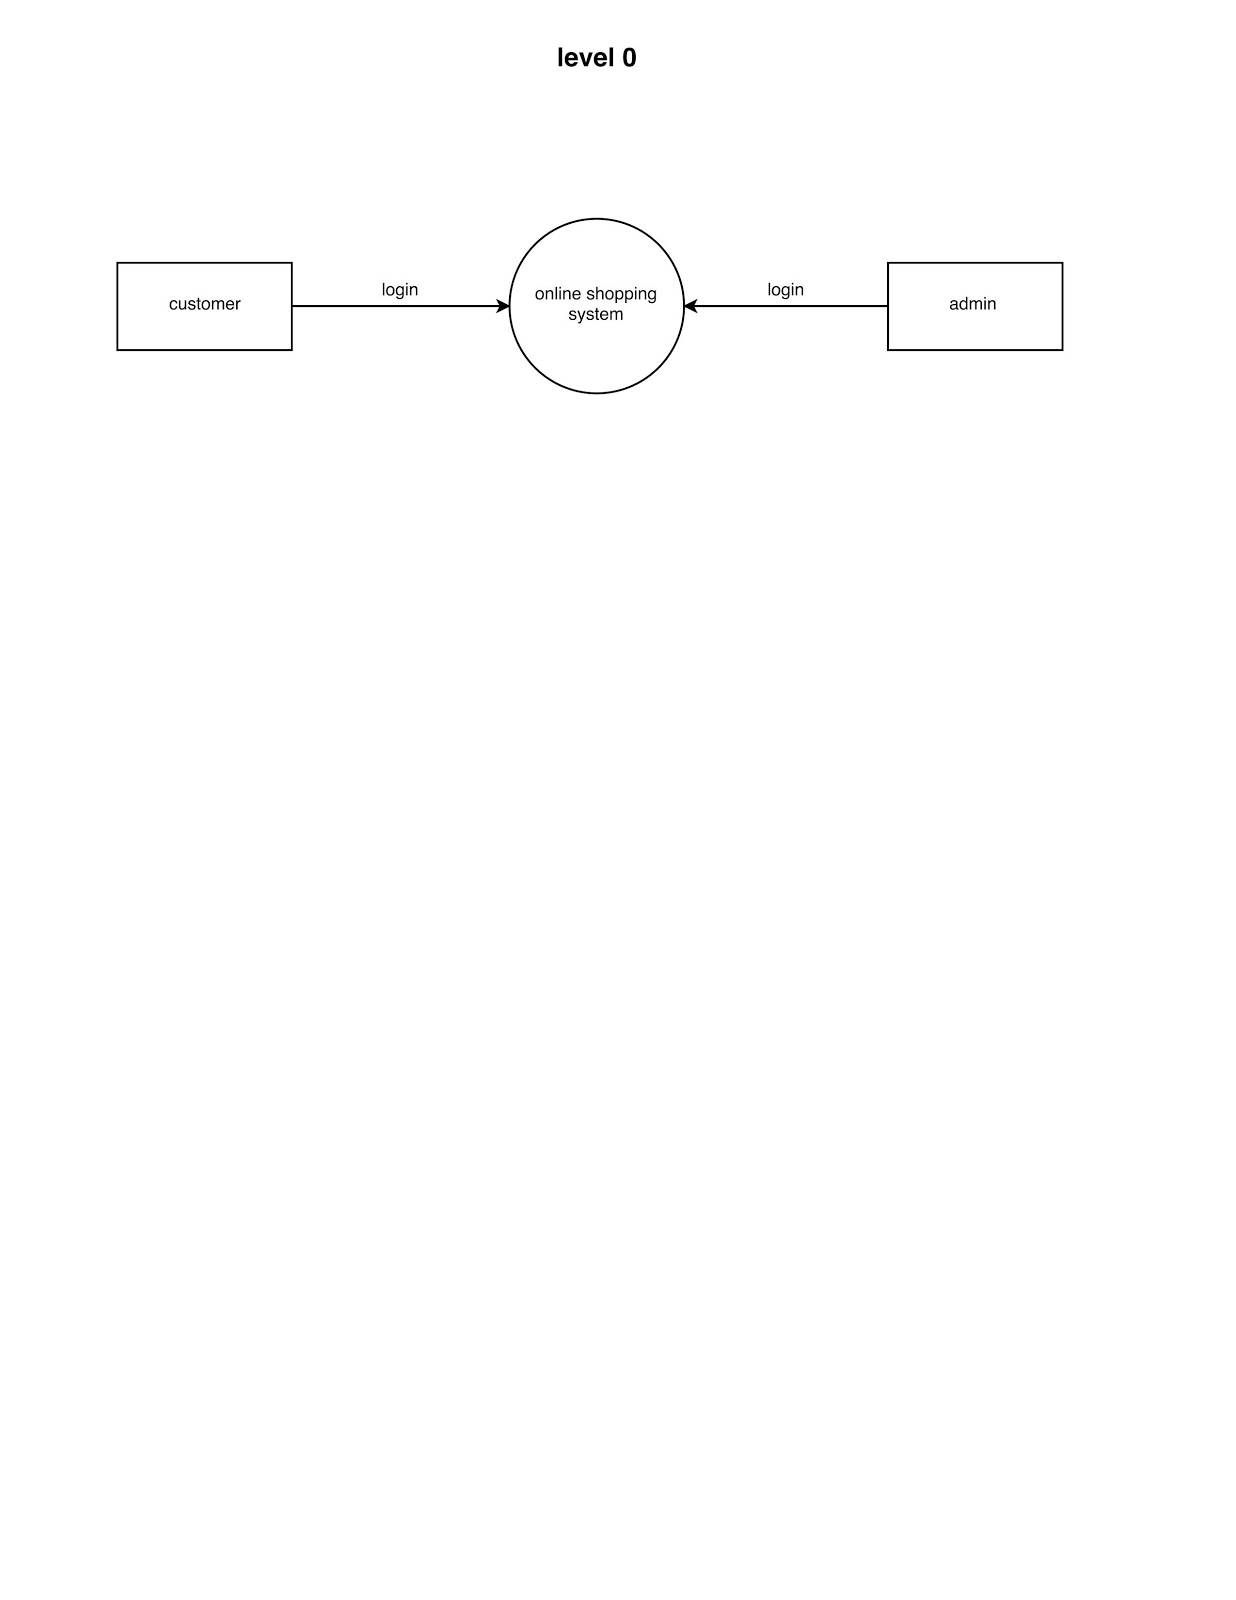 level 0
customer
login
online shopping
system
login
admin